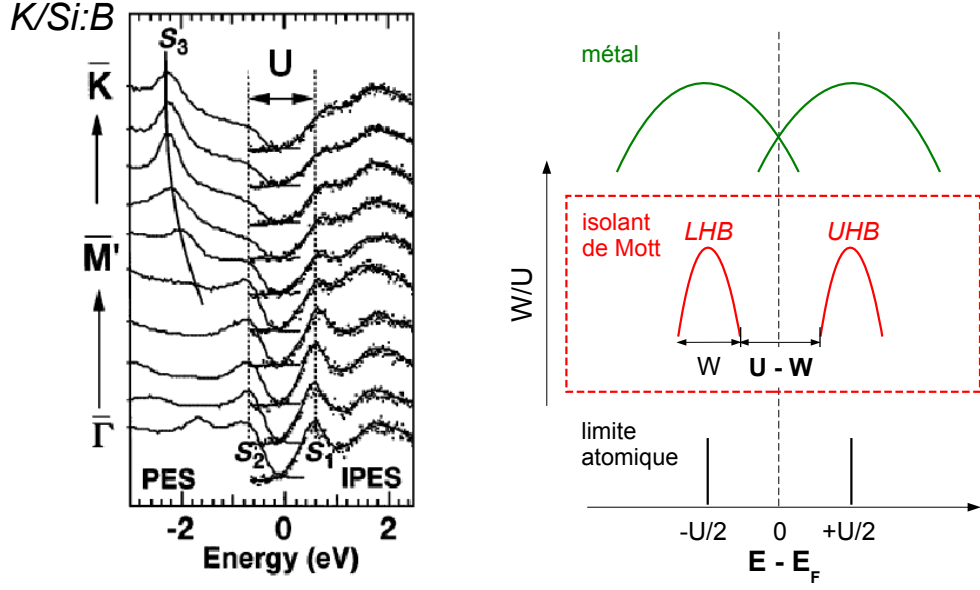 K/Si:B
S3
U
K̅
M̅'
Γ̅
S2
S1
PES
IPES
-2
0
2
Energy (eV)
métal
W/U
isolant
de Mott
LHB
UHB
W
U - W
limite
atomique
-U/2
0
+U/2
E - EF